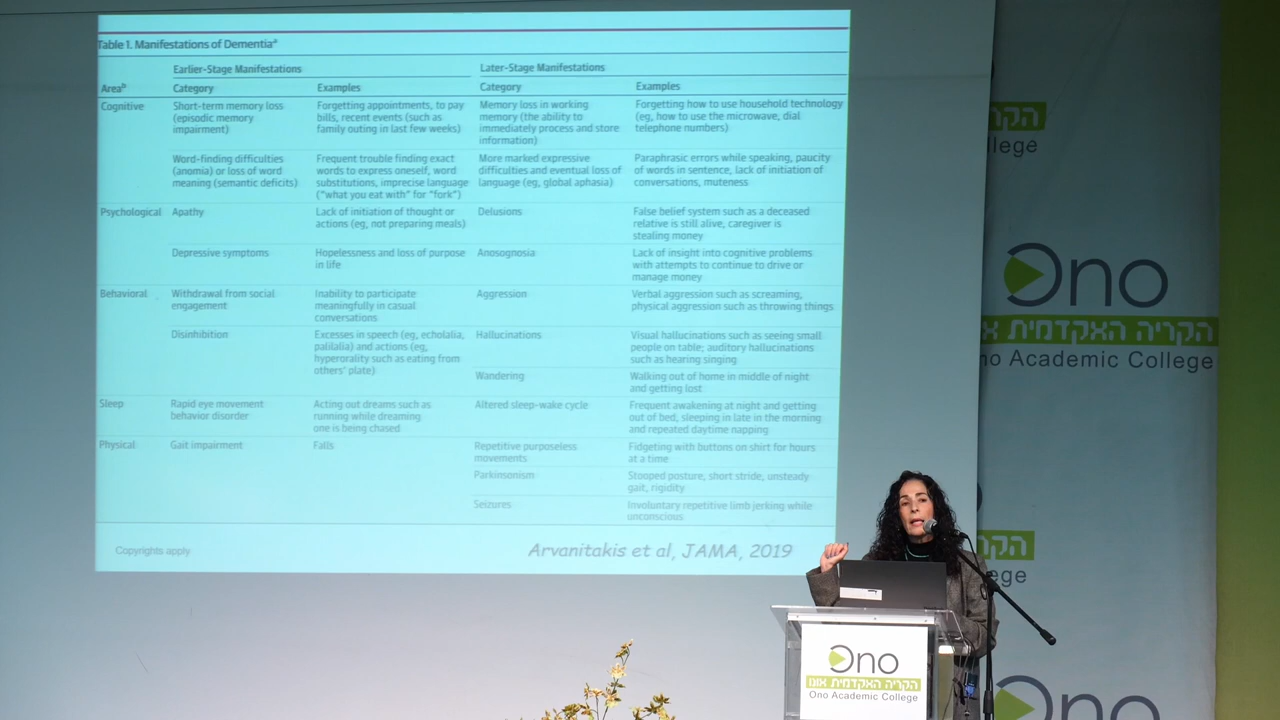 Table 1. Manifestations of Dementiaᵃ
Earlier-Stage Manifestations Later-Stage Manifestations
Areaᵇ Category Examples Category Examples
Cognitive Short-term memory loss Forgetting appointments, to pay Memory loss in working Forgetting how to use household technology
(episodic memory bills, recent events (such as memory (the ability to (eg, how to use the microwave, dial
impairment) family outing in last few weeks) immediately process and store telephone numbers)
information)
Word-finding difficulties Frequent trouble finding exact More marked expressive Paraphrasic errors while speaking, paucity
(anomia) or loss of word words to express oneself, word difficulties and eventual loss of of words in sentence, lack of initiation of
meaning (semantic deficits) substitutions, imprecise language language (eg, global aphasia) conversations, muteness
("what you eat with" for "fork")
Psychological Apathy Lack of initiation of thought or Delusions False belief system such as a deceased
actions (eg, not preparing meals) relative is still alive, caregiver is
stealing money
Depressive symptoms Hopelessness and loss of purpose Anosognosia Lack of insight into cognitive problems
in life with attempts to continue to drive or
manage money
Behavioral Withdrawal from social Inability to participate Aggression Verbal aggression such as screaming,
engagement meaningfully in casual physical aggression such as throwing things
conversations
Disinhibition Excesses in speech (eg, echolalia, Hallucinations Visual hallucinations such as seeing small
palilalia) and actions (eg, people on table; auditory hallucinations
hyperorality such as eating from such as hearing singing
others' plate)
Wandering Walking out of home in middle of night
and getting lost
Sleep Rapid eye movement Acting out dreams such as Altered sleep-wake cycle Frequent awakening at night and getting
behavior disorder running while dreaming out of bed, sleeping in late in the morning
one is being chased and repeated daytime napping
Physical Gait impairment Falls Repetitive purposeless Fidgeting with buttons on shirt for hours
movements at a time
Parkinsonism Stooped posture, short stride, unsteady
gait, rigidity
Seizures Involuntary repetitive limb jerking while
unconscious
Copyrights apply
Arvanitakis et al, JAMA, 2019
הקר
llege
Ono
הקריה האקדמית או
no Academic College
הקר
ege
Ono
Ono
הקריה האקדמית אונו
Ono Academic College